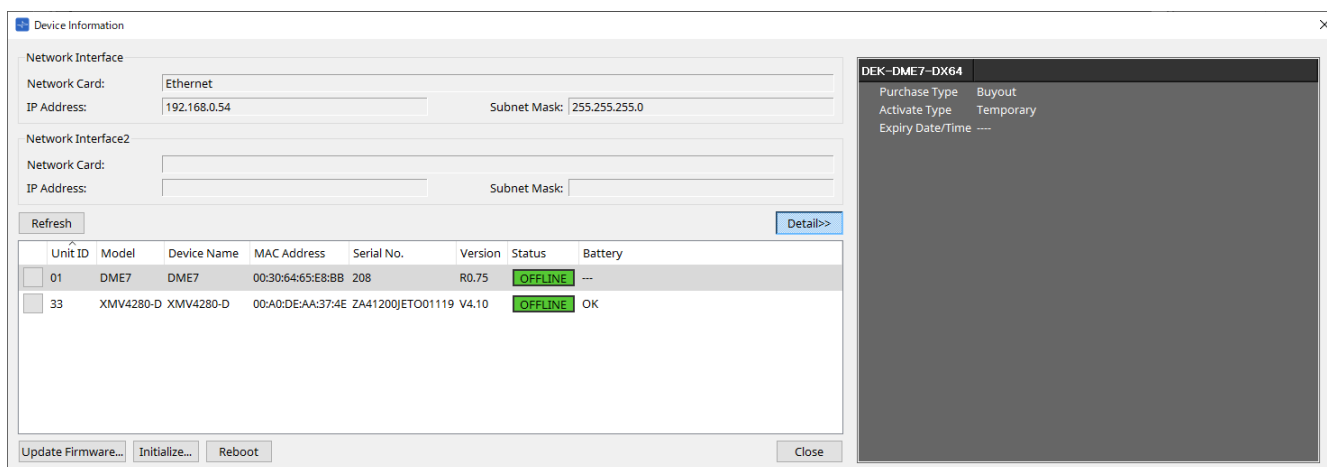 Device Information
Network Interface
Network Card: Ethernet
IP Address: 192.168.0.54 Subnet Mask: 255.255.255.0
Network Interface2
Network Card:
IP Address: Subnet Mask:
Refresh Detail>>
Unit ID Model Device Name MAC Address Serial No. Version Status Battery
01 DME7 DME7 00:30:64:65:E8:BB 208 R0.75 OFFLINE ---
33 XMV4280-D XMV4280-D 00:A0:DE:AA:37:4E ZA41200JETO01119 V4.10 OFFLINE OK
Update Firmware... Initialize... Reboot Close
DEK-DME7-DX64
Purchase Type Buyout
Activate Type Temporary
Expiry Date/Time ----